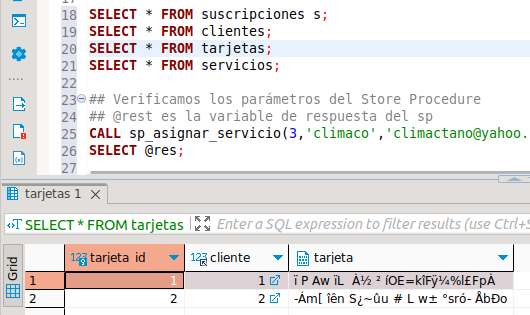 18 SELECT * FROM suscripciones s;
19 SELECT * FROM clientes;
20 SELECT * FROM tarjetas;
21 SELECT * FROM servicios;
22
23 ## Verificamos los parámetros del Store Procedure
24 ## @rest es la variable de respuesta del sp
25 CALL sp_asignar_servicio(3,'climaco','climactano@yahoo.
26 SELECT @res;
27
tarjetas 1
SELECT * FROM tarjetas Enter a SQL expression to filter results (use Ctrl+S
Grid
123 tarjeta_id 123 cliente tarjeta
1 1 1 ï P Aw ïL À½ ² íOE=kîFÿ¼%l£FpÀ
2 2 2 -Ám[ îên S¿~ûu # L w± °sró- ÅbÐo